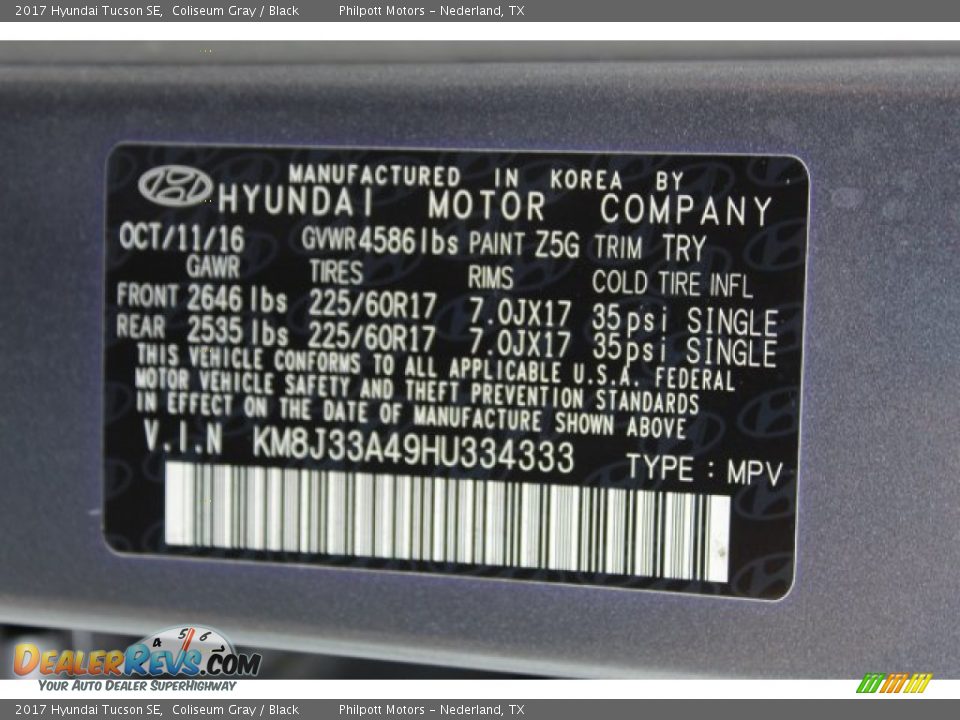 2017 Hyundai Tucson SE, Coliseum Gray / Black Philpott Motors - Nederland, TX
MANUFACTURED IN KOREA BY
HYUNDAI MOTOR COMPANY
OCT/11/16 GVWR 4586lbs PAINT Z5G TRIM TRY
GAWR TIRES RIMS COLD TIRE INFL
FRONT 2646 lbs 225/60R17 7.0JX17 35psi SINGLE
REAR 2535 lbs 225/60R17 7.0JX17 35psi SINGLE
THIS VEHICLE CONFORMS TO ALL APPLICABLE U.S.A. FEDERAL
MOTOR VEHICLE SAFETY AND THEFT PREVENTION STANDARDS
IN EFFECT ON THE DATE OF MANUFACTURE SHOWN ABOVE
V.I.N KM8J33A49HU334333 TYPE : MPV
4 5 6
DEALERREVS.COM
YOUR AUTO DEALER SUPERHIGHWAY
2017 Hyundai Tucson SE, Coliseum Gray / Black Philpott Motors - Nederland, TX